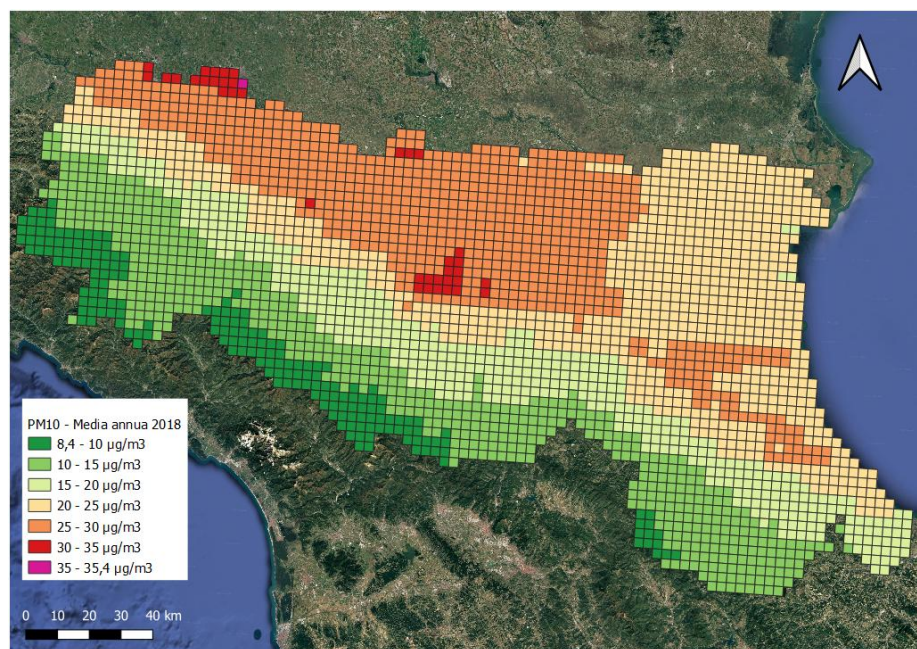 PM10 - Media annua 2018
8,4 - 10 µg/m3
10 - 15 µg/m3
15 - 20 µg/m3
20 - 25 µg/m3
25 - 30 µg/m3
30 - 35 µg/m3
35 - 35,4 µg/m3
0 10 20 30 40 km